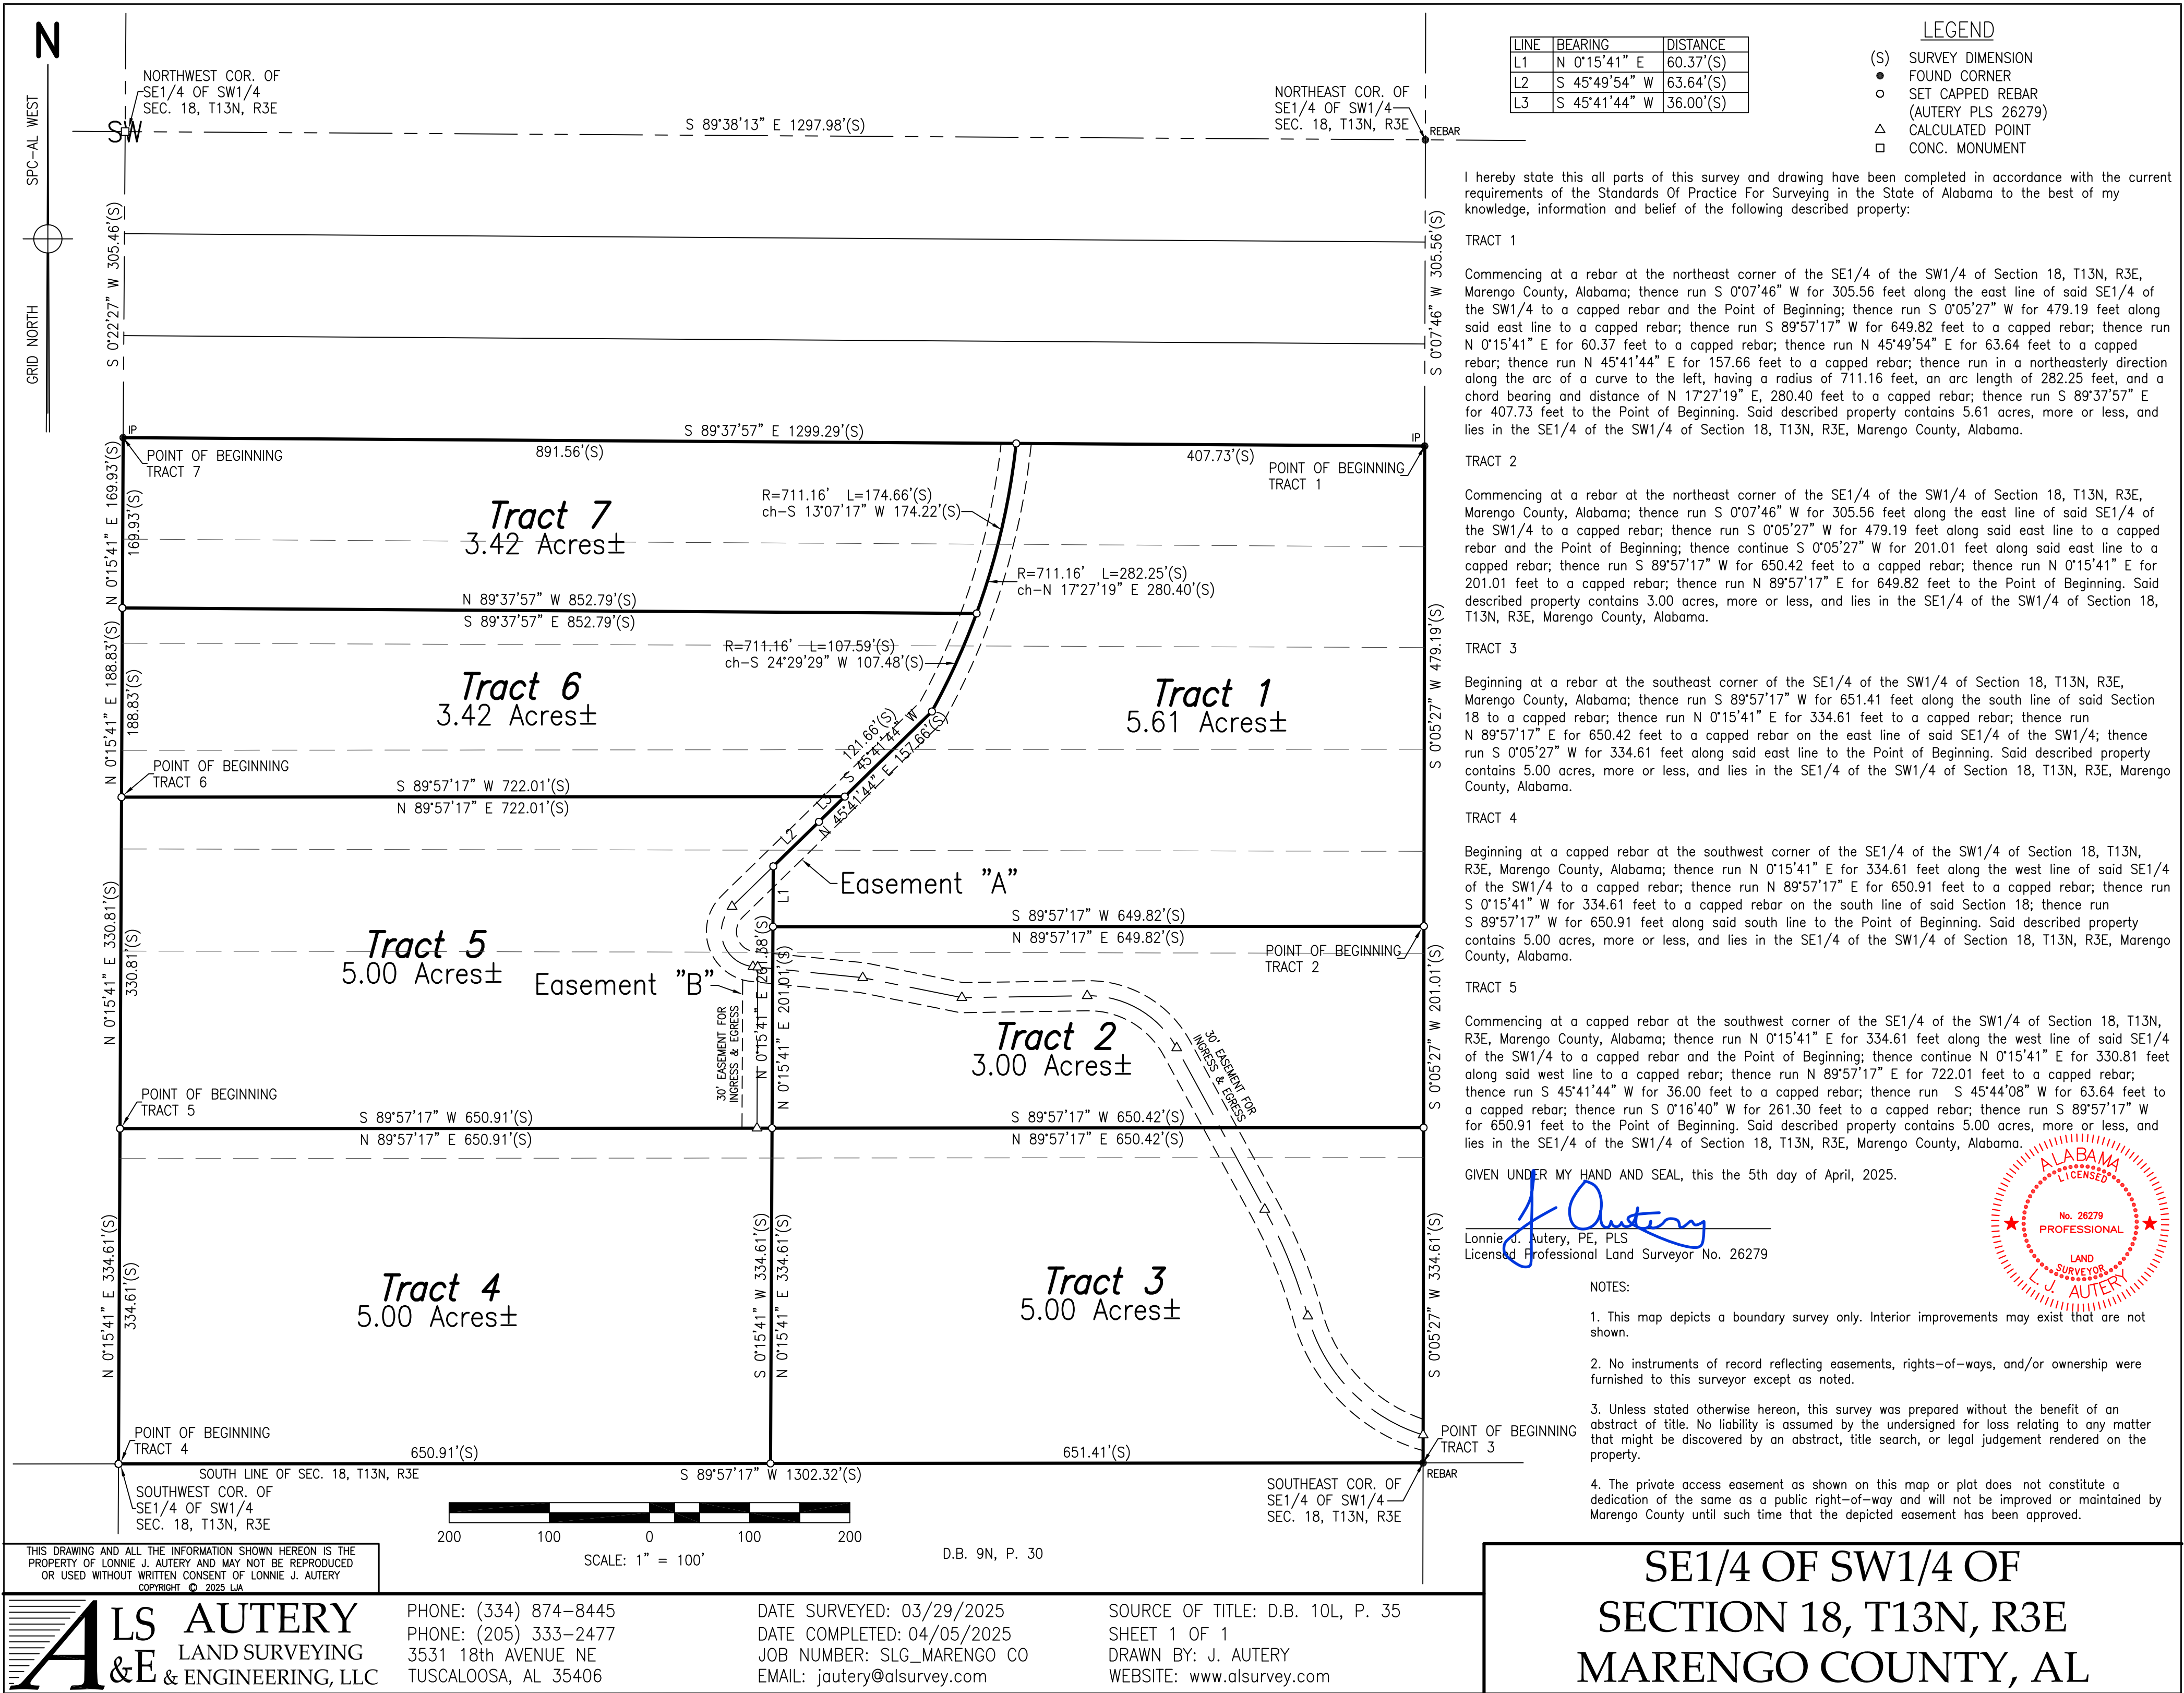 N
SPC-AL WEST
GRID NORTH
NORTHWEST COR. OF
SE1/4 OF SW1/4
SEC. 18, T13N, R3E
SW
S 89°38'13" E 1297.98'(S)
NORTHEAST COR. OF
SE1/4 OF SW1/4
SEC. 18, T13N, R3E
REBAR
S 0°22'27" W 305.46'(S)
S 0°07'46" W 305.56'(S)
LINE BEARING DISTANCE
L1 N 0°15'41" E 60.37'(S)
L2 S 45°49'54" W 63.64'(S)
L3 S 45°41'44" W 36.00'(S)
LEGEND
(S) SURVEY DIMENSION
FOUND CORNER
SET CAPPED REBAR
(AUTERY PLS 26279)
CALCULATED POINT
CONC. MONUMENT
I hereby state this all parts of this survey and drawing have been completed in accordance with the current
requirements of the Standards Of Practice For Surveying in the State of Alabama to the best of my
knowledge, information and belief of the following described property:
TRACT 1
Commencing at a rebar at the northeast corner of the SE1/4 of the SW1/4 of Section 18, T13N, R3E,
Marengo County, Alabama; thence run S 0°07'46" W for 305.56 feet along the east line of said SE1/4 of
the SW1/4 to a capped rebar and the Point of Beginning; thence run S 0°05'27" W for 479.19 feet along
said east line to a capped rebar; thence run S 89°57'17" W for 649.82 feet to a capped rebar; thence run
N 0°15'41" E for 60.37 feet to a capped rebar; thence run N 45°49'54" E for 63.64 feet to a capped
rebar; thence run N 45°41'44" E for 157.66 feet to a capped rebar; thence run in a northeasterly direction
along the arc of a curve to the left, having a radius of 711.16 feet, an arc length of 282.25 feet, and a
chord bearing and distance of N 17°27'19" E, 280.40 feet to a capped rebar; thence run S 89°37'57" E
for 407.73 feet to the Point of Beginning. Said described property contains 5.61 acres, more or less, and
lies in the SE1/4 of the SW1/4 of Section 18, T13N, R3E, Marengo County, Alabama.
TRACT 2
Commencing at a rebar at the northeast corner of the SE1/4 of the SW1/4 of Section 18, T13N, R3E,
Marengo County, Alabama; thence run S 0°07'46" W for 305.56 feet along the east line of said SE1/4 of
the SW1/4 to a capped rebar; thence run S 0°05'27" W for 479.19 feet along said east line to a capped
rebar and the Point of Beginning; thence continue S 0°05'27" W for 201.01 feet along said east line to a
capped rebar; thence run S 89°57'17" W for 650.42 feet to a capped rebar; thence run N 0°15'41" E for
201.01 feet to a capped rebar; thence run N 89°57'17" E for 649.82 feet to the Point of Beginning. Said
described property contains 3.00 acres, more or less, and lies in the SE1/4 of the SW1/4 of Section 18,
T13N, R3E, Marengo County, Alabama.
TRACT 3
Beginning at a rebar at the southeast corner of the SE1/4 of the SW1/4 of Section 18, T13N, R3E,
Marengo County, Alabama; thence run S 89°57'17" W for 651.41 feet along the south line of said Section
18 to a capped rebar; thence run N 0°15'41" E for 334.61 feet to a capped rebar; thence run
N 89°57'17" E for 650.42 feet to a capped rebar on the east line of said SE1/4 of the SW1/4; thence
run S 0°05'27" W for 334.61 feet along said east line to the Point of Beginning. Said described property
contains 5.00 acres, more or less, and lies in the SE1/4 of the SW1/4 of Section 18, T13N, R3E, Marengo
County, Alabama.
TRACT 4
Beginning at a capped rebar at the southwest corner of the SE1/4 of the SW1/4 of Section 18, T13N,
R3E, Marengo County, Alabama; thence run N 0°15'41" E for 334.61 feet along the west line of said SE1/4
of the SW1/4 to a capped rebar; thence run N 89°57'17" E for 650.91 feet to a capped rebar; thence run
S 0°15'41" W for 334.61 feet to a capped rebar on the south line of said Section 18; thence run
S 89°57'17" W for 650.91 feet along said south line to the Point of Beginning. Said described property
contains 5.00 acres, more or less, and lies in the SE1/4 of the SW1/4 of Section 18, T13N, R3E, Marengo
County, Alabama.
TRACT 5
Commencing at a capped rebar at the southwest corner of the SE1/4 of the SW1/4 of Section 18, T13N,
R3E, Marengo County, Alabama; thence run N 0°15'41" E for 334.61 feet along the west line of said SE1/4
of the SW1/4 to a capped rebar and the Point of Beginning; thence continue N 0°15'41" E for 330.81 feet
along said west line to a capped rebar; thence run N 89°57'17" E for 722.01 feet to a capped rebar;
thence run S 45°41'44" W for 36.00 feet to a capped rebar; thence run S 45°44'08" W for 63.64 feet to
a capped rebar; thence run S 0°16'40" W for 261.30 feet to a capped rebar; thence run S 89°57'17" W
for 650.91 feet to the Point of Beginning. Said described property contains 5.00 acres, more or less, and
lies in the SE1/4 of the SW1/4 of Section 18, T13N, R3E, Marengo County, Alabama.
GIVEN UNDER MY HAND AND SEAL, this the 5th day of April, 2025.
J Autery
Lonnie J. Autery, PE, PLS
Licensed Professional Land Surveyor No. 26279
ALABAMA
LICENSED
No. 26279
PROFESSIONAL
LAND
SURVEYOR
L. J. AUTERY
NOTES:
1. This map depicts a boundary survey only. Interior improvements may exist that are not
shown.
2. No instruments of record reflecting easements, rights-of-ways, and/or ownership were
furnished to this surveyor except as noted.
3. Unless stated otherwise hereon, this survey was prepared without the benefit of an
abstract of title. No liability is assumed by the undersigned for loss relating to any matter
that might be discovered by an abstract, title search, or legal judgement rendered on the
property.
4. The private access easement as shown on this map or plat does not constitute a
dedication of the same as a public right-of-way and will not be improved or maintained by
Marengo County until such time that the depicted easement has been approved.
IP
S 89°37'57" E 1299.29'(S)
IP
891.56'(S)
407.73'(S)
POINT OF BEGINNING
TRACT 7
POINT OF BEGINNING
TRACT 1
N 0°15'41" E 169.93'(S)
169.93'(S)
Tract 7
3.42 Acres±
R=711.16' L=174.66'(S)
ch-S 13°07'17" W 174.22'(S)
R=711.16' L=282.25'(S)
ch-N 17°27'19" E 280.40'(S)
N 89°37'57" W 852.79'(S)
S 89°37'57" E 852.79'(S)
N 0°15'41" E 188.83'(S)
188.83'(S)
R=711.16' L=107.59'(S)
ch-S 24°29'29" W 107.48'(S)
Tract 6
3.42 Acres±
Tract 1
5.61 Acres±
S 0°05'27" W 479.19'(S)
121.66'(S)
S 45°41'44" W
N 45°41'44" E 157.66'(S)
POINT OF BEGINNING
TRACT 6
S 89°57'17" W 722.01'(S)
N 89°57'17" E 722.01'(S)
L3
L2
L1
Easement "A"
N 0°15'41" E 330.81'(S)
330.81'(S)
Tract 5
5.00 Acres±
Easement "B"
S 89°57'17" W 649.82'(S)
N 89°57'17" E 649.82'(S)
POINT OF BEGINNING
TRACT 2
30' EASEMENT FOR
INGRESS & EGRESS
N 0°15'41" E 261.38'(S)
N 0°15'41" E 201.01'(S)
Tract 2
3.00 Acres±
30' EASEMENT FOR
INGRESS & EGRESS
S 0°05'27" W 201.01'(S)
POINT OF BEGINNING
TRACT 5
S 89°57'17" W 650.91'(S)
N 89°57'17" E 650.91'(S)
S 89°57'17" W 650.42'(S)
N 89°57'17" E 650.42'(S)
N 0°15'41" E 334.61'(S)
334.61'(S)
Tract 4
5.00 Acres±
S 0°15'41" W 334.61'(S)
N 0°15'41" E 334.61'(S)
Tract 3
5.00 Acres±
S 0°05'27" W 334.61'(S)
POINT OF BEGINNING
TRACT 4
650.91'(S)
651.41'(S)
POINT OF BEGINNING
TRACT 3
SOUTH LINE OF SEC. 18, T13N, R3E
S 89°57'17" W 1302.32'(S)
REBAR
SOUTHWEST COR. OF
SE1/4 OF SW1/4
SEC. 18, T13N, R3E
SOUTHEAST COR. OF
SE1/4 OF SW1/4
SEC. 18, T13N, R3E
200 100 0 100 200
SCALE: 1" = 100'
D.B. 9N, P. 30
THIS DRAWING AND ALL THE INFORMATION SHOWN HEREON IS THE
PROPERTY OF LONNIE J. AUTERY AND MAY NOT BE REPRODUCED
OR USED WITHOUT WRITTEN CONSENT OF LONNIE J. AUTERY
COPYRIGHT © 2025 LJA
ALS &E
AUTERY
LAND SURVEYING
& ENGINEERING, LLC
PHONE: (334) 874-8445
PHONE: (205) 333-2477
3531 18th AVENUE NE
TUSCALOOSA, AL 35406
DATE SURVEYED: 03/29/2025
DATE COMPLETED: 04/05/2025
JOB NUMBER: SLG_MARENGO CO
EMAIL: jautery@alsurvey.com
SOURCE OF TITLE: D.B. 10L, P. 35
SHEET 1 OF 1
DRAWN BY: J. AUTERY
WEBSITE: www.alsurvey.com
SE1/4 OF SW1/4 OF
SECTION 18, T13N, R3E
MARENGO COUNTY, AL